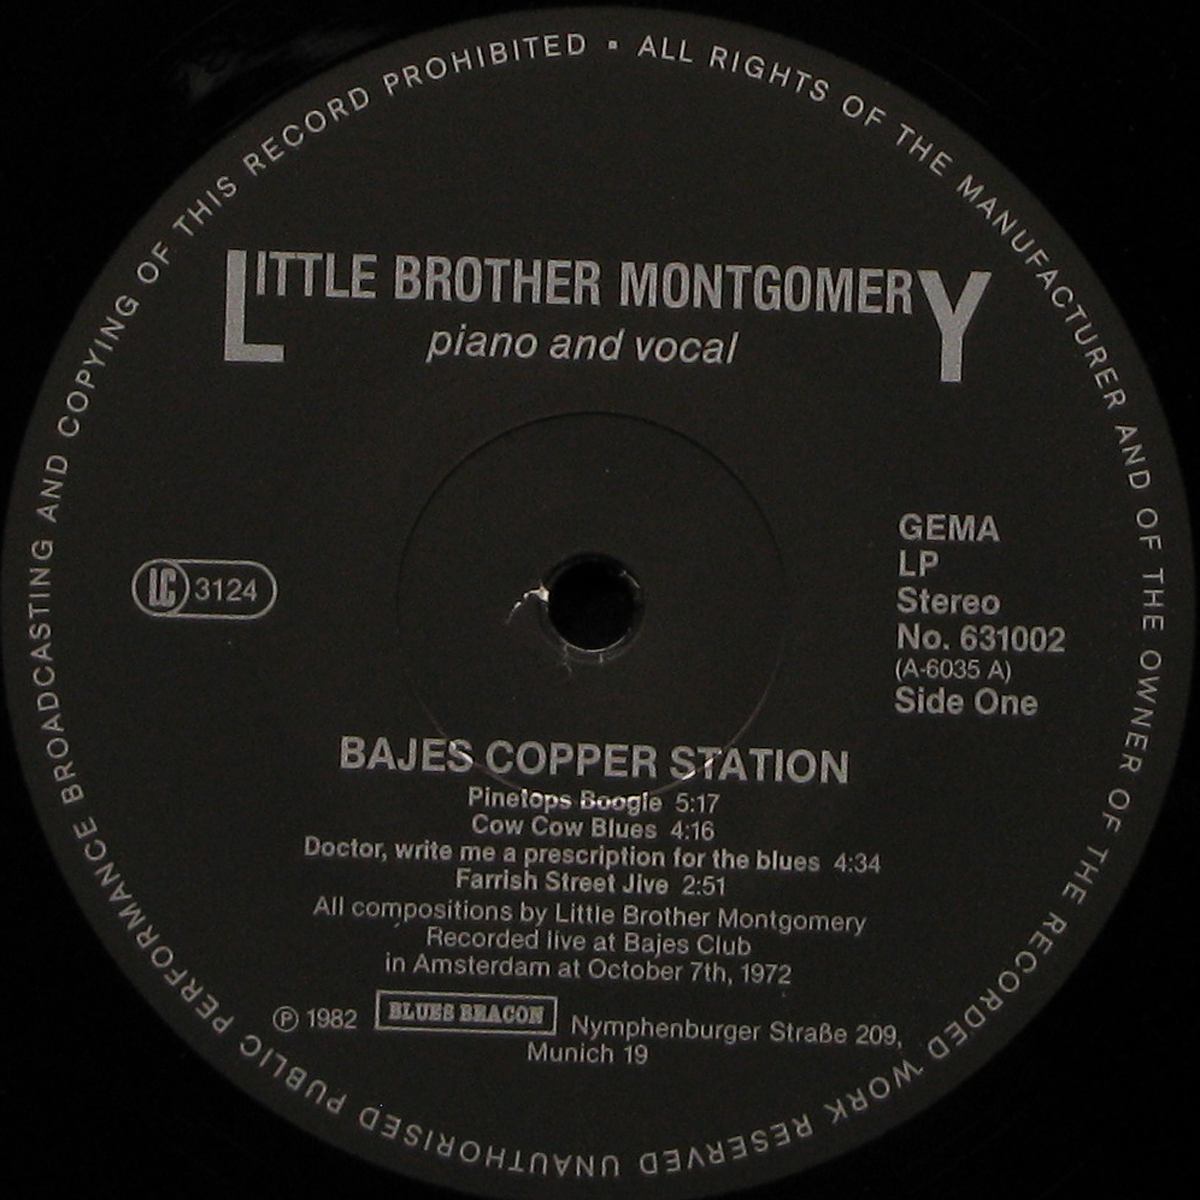 UNAUTHORISED PUBLIC PERFORMANCE BROADCASTING AND COPYING OF THIS RECORD PROHIBITED ▪ ALL RIGHTS OF THE MANUFACTURER AND OF THE OWNER OF THE RECORDED WORK RESERVED
LITTLE BROTHER MONTGOMERY
piano and vocal
LC 3124
GEMA
LP
Stereo
No. 631002
(A-6035 A)
Side One
BAJES COPPER STATION
Pinetops Boogie 5:17
Cow Cow Blues 4:16
Doctor, write me a prescription for the blues 4:34
Farrish Street Jive 2:51
All compositions by Little Brother Montgomery
Recorded live at Bajes Club
in Amsterdam at October 7th, 1972
℗ 1982 BLUES BEACON Nymphenburger Straße 209,
Munich 19